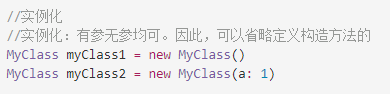 //实例化
//实例化：有参无参均可。因此，可以省略定义构造方法的
MyClass myClass1 = new MyClass()
MyClass myClass2 = new MyClass(a: 1)